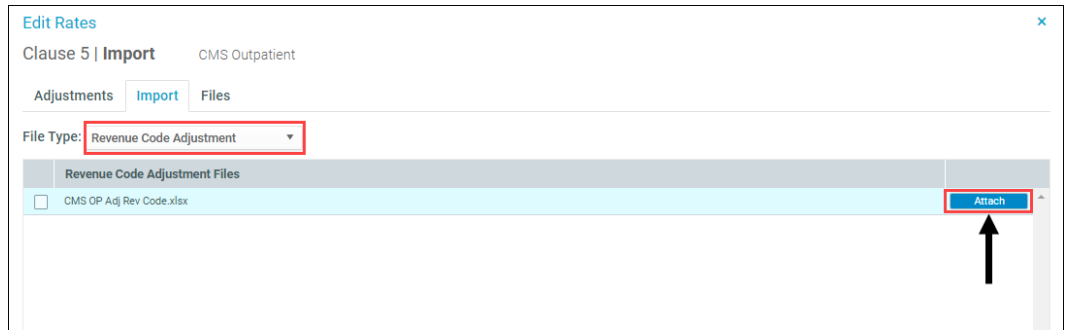 Edit Rates ×
Clause 5 | Import CMS Outpatient
Adjustments Import Files
File Type: Revenue Code Adjustment
Revenue Code Adjustment Files
CMS OP Adj Rev Code.xlsx Attach